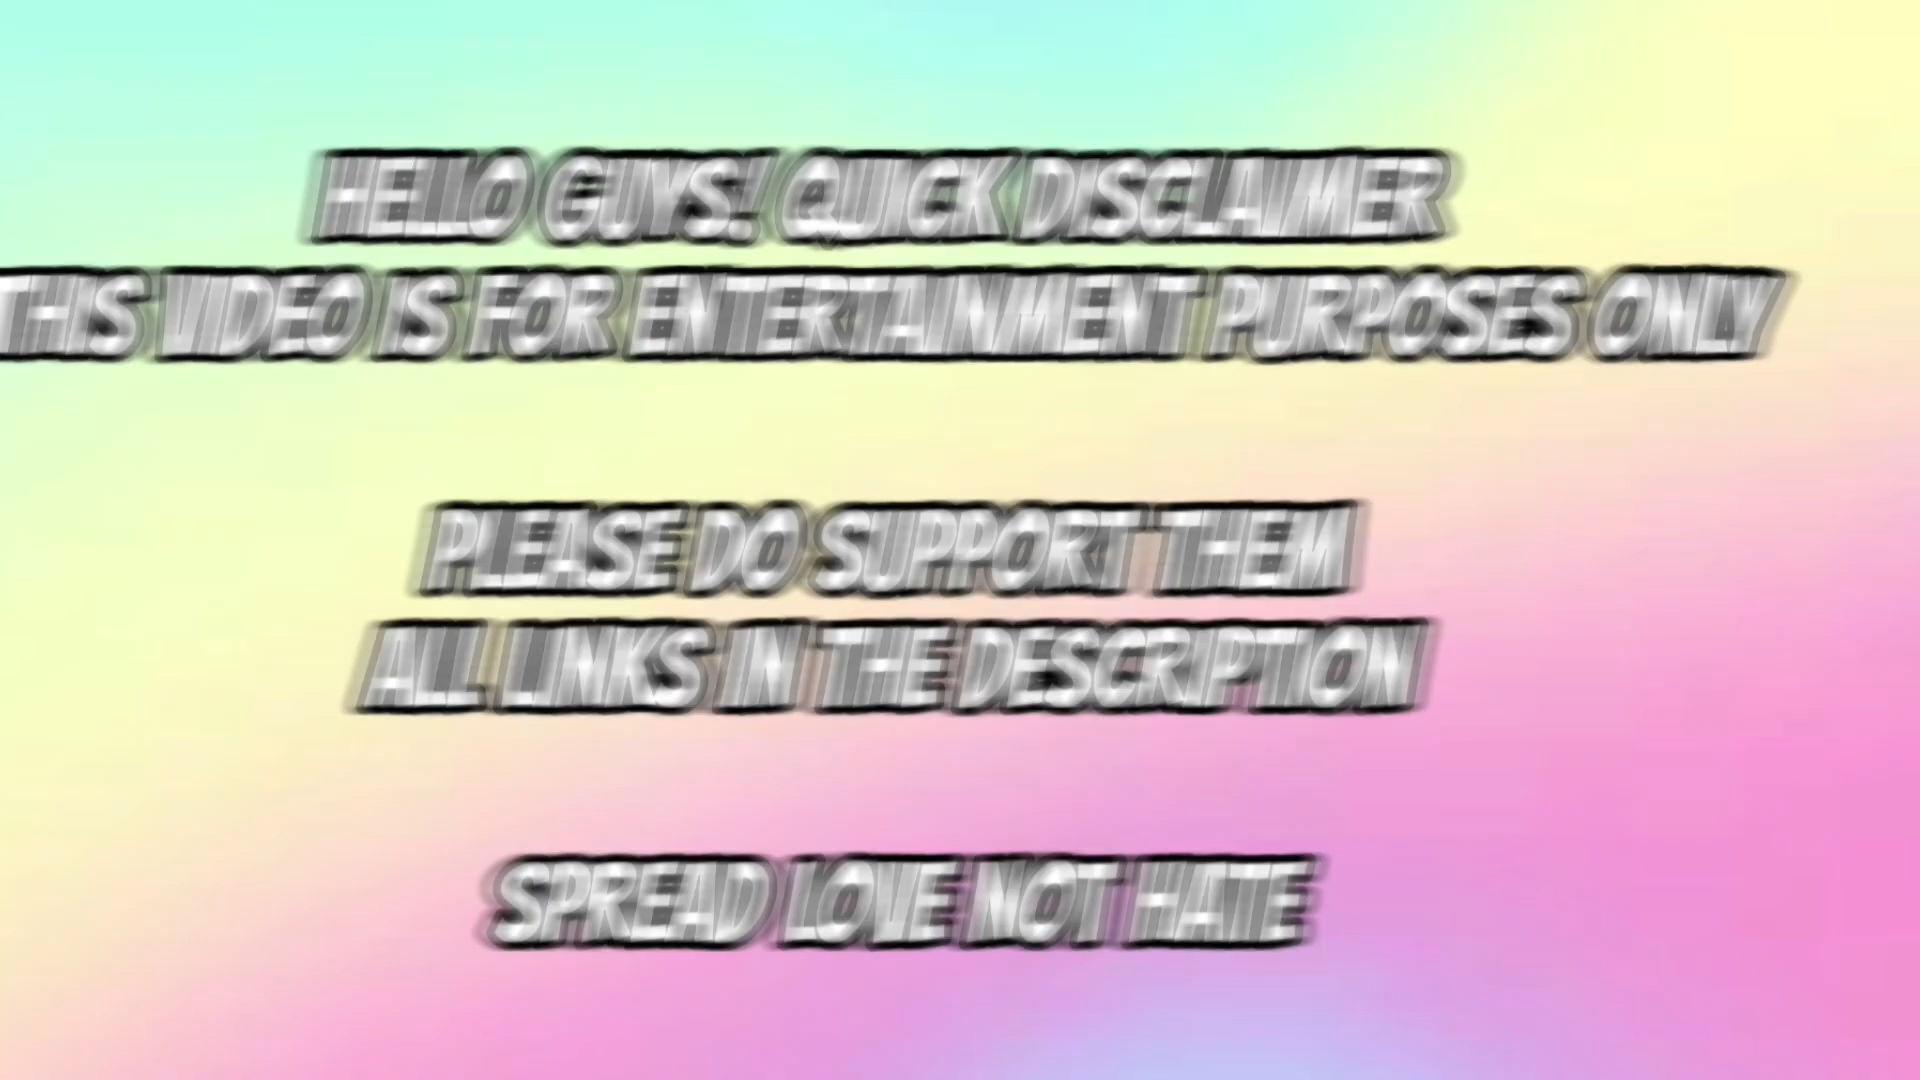 HELLO GUYS! QUICK DISCLAIMER
THIS VIDEO IS FOR ENTERTAINMENT PURPOSES ONLY
PLEASE DO SUPPORT THEM
ALL LINKS IN THE DESCRIPTION
SPREAD LOVE NOT HATE